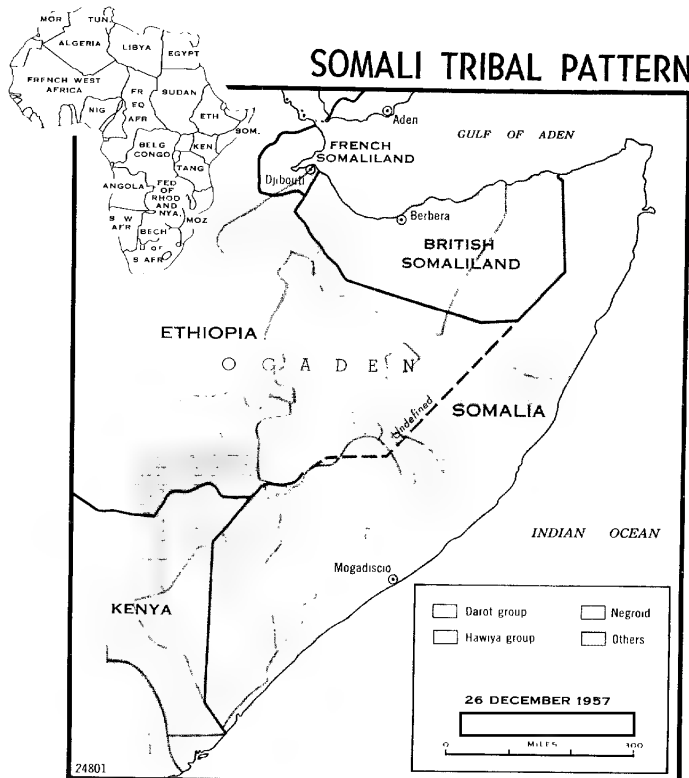 SOMALI TRIBAL PATTERN
MOR
TUN.
ALGERIA
LIBYA
EGYPT
FRENCH WEST
AFRICA
FR
EQ
AFR
SUDAN
NIG
ETH
SOM.
BELG
CONGO
KEN
TANG
ANGOLA
FED
OF
RHOD
AND
NYA.
S W
AFR
MOZ
BECH
OF
S AFR
Aden
GULF OF ADEN
FRENCH
SOMALILAND
Djibouti
Berbera
BRITISH
SOMALILAND
ETHIOPIA
OGADEN
Undefined
SOMALIA
INDIAN OCEAN
Mogadiscio
KENYA
Darot group
Negroid
Hawiya group
Others
26 DECEMBER 1957
0 MILES 300
24801